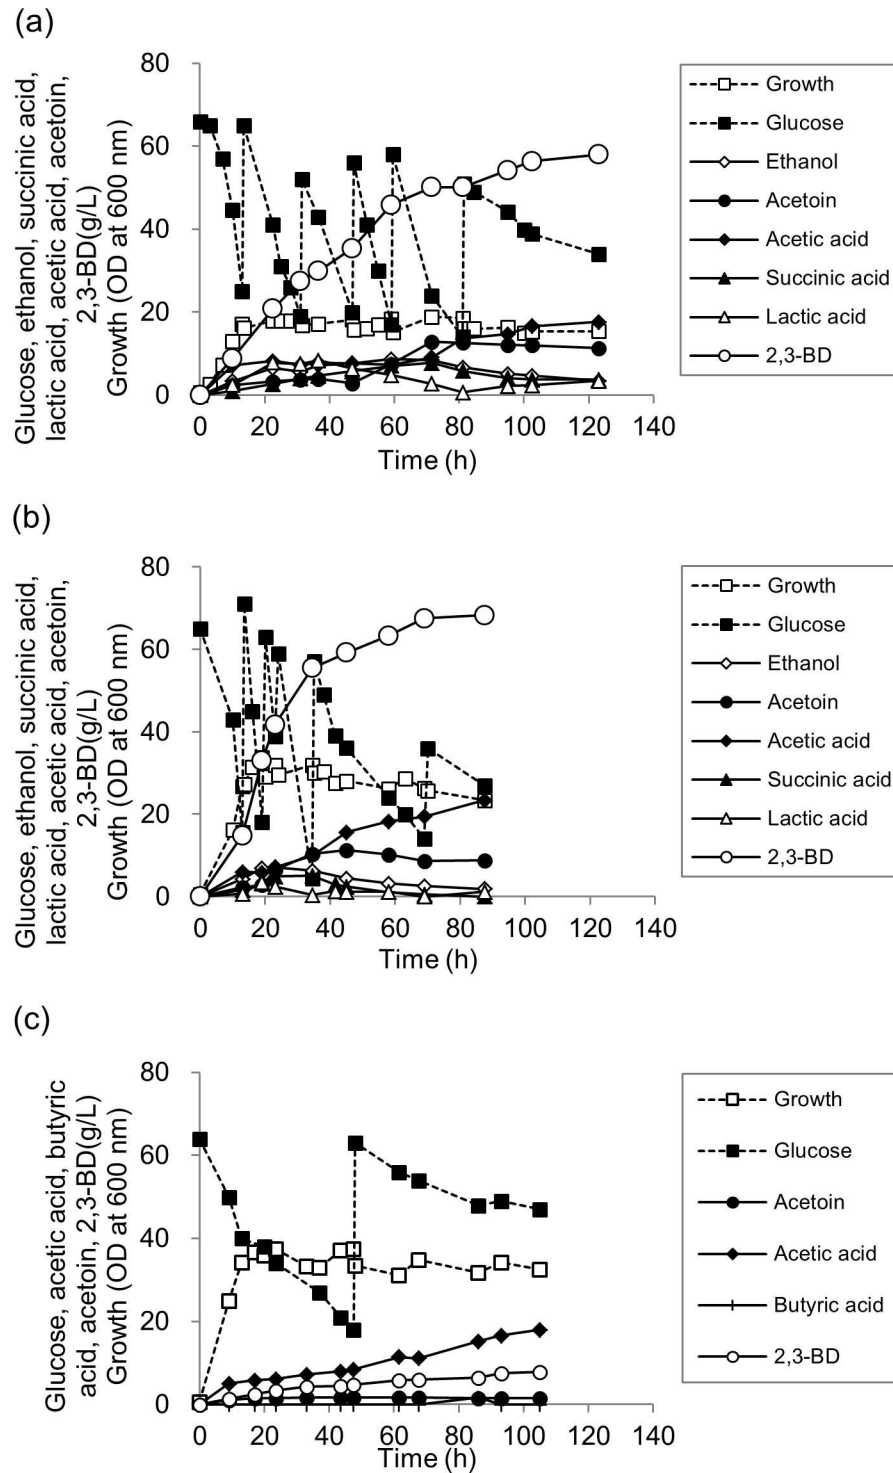 (a)
Glucose, ethanol, succinic acid,
lactic acid, acetic acid, acetoin,
2,3-BD(g/L)
Growth (OD at 600 nm)
80
60
40
20
0
0 20 40 60 80 100 120 140
Time (h)
Growth
Glucose
Ethanol
Acetoin
Acetic acid
Succinic acid
Lactic acid
2,3-BD
(b)
Glucose, ethanol, succinic acid,
lactic acid, acetic acid, acetoin,
2,3-BD(g/L)
Growth (OD at 600 nm)
80
60
40
20
0
0 20 40 60 80 100 120 140
Time (h)
Growth
Glucose
Ethanol
Acetoin
Acetic acid
Succinic acid
Lactic acid
2,3-BD
(c)
Glucose, acetic acid, butyric
acid, acetoin, 2,3-BD(g/L)
Growth (OD at 600 nm)
80
60
40
20
0
0 20 40 60 80 100 120 140
Time (h)
Growth
Glucose
Acetoin
Acetic acid
Butyric acid
2,3-BD